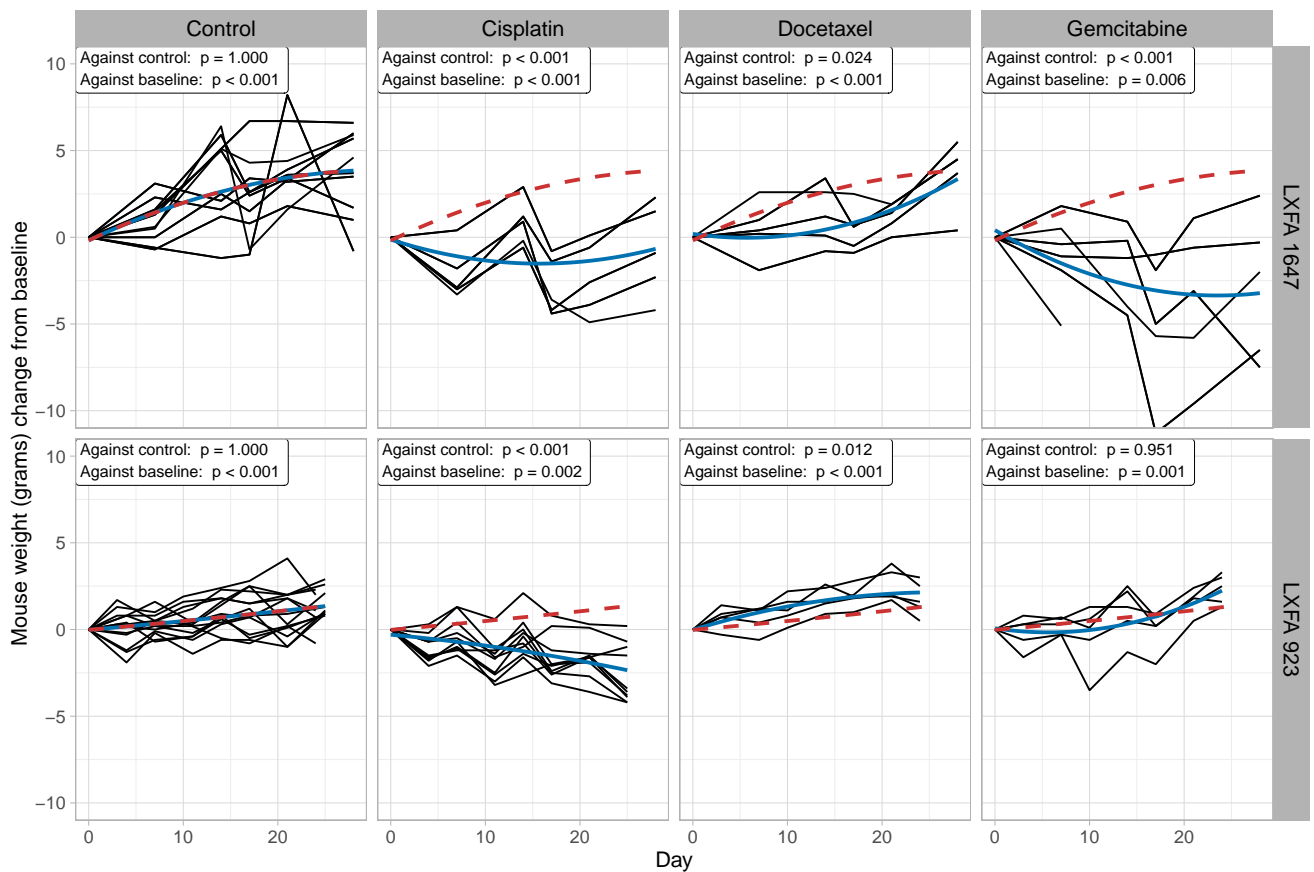 Control
Cisplatin
Docetaxel
Gemcitabine
Against control: p = 1.000
Against baseline: p < 0.001
Against control: p < 0.001
Against baseline: p < 0.001
Against control: p = 0.024
Against baseline: p < 0.001
Against control: p < 0.001
Against baseline: p = 0.006
10
5
0
−5
−10
LXFA 1647
Against control: p = 1.000
Against baseline: p < 0.001
Against control: p < 0.001
Against baseline: p = 0.002
Against control: p = 0.012
Against baseline: p < 0.001
Against control: p = 0.951
Against baseline: p = 0.001
10
5
0
−5
−10
LXFA 923
Mouse weight (grams) change from baseline
0 10 20
0 10 20
0 10 20
0 10 20
Day